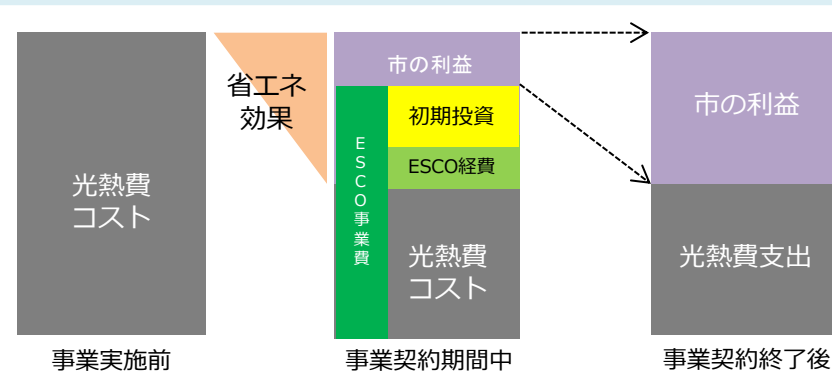 光熱費
コスト
事業実施前
省エネ
効果
市の利益
ESCO事業費
初期投資
ESCO経費
光熱費
コスト
事業契約期間中
市の利益
光熱費支出
事業契約終了後